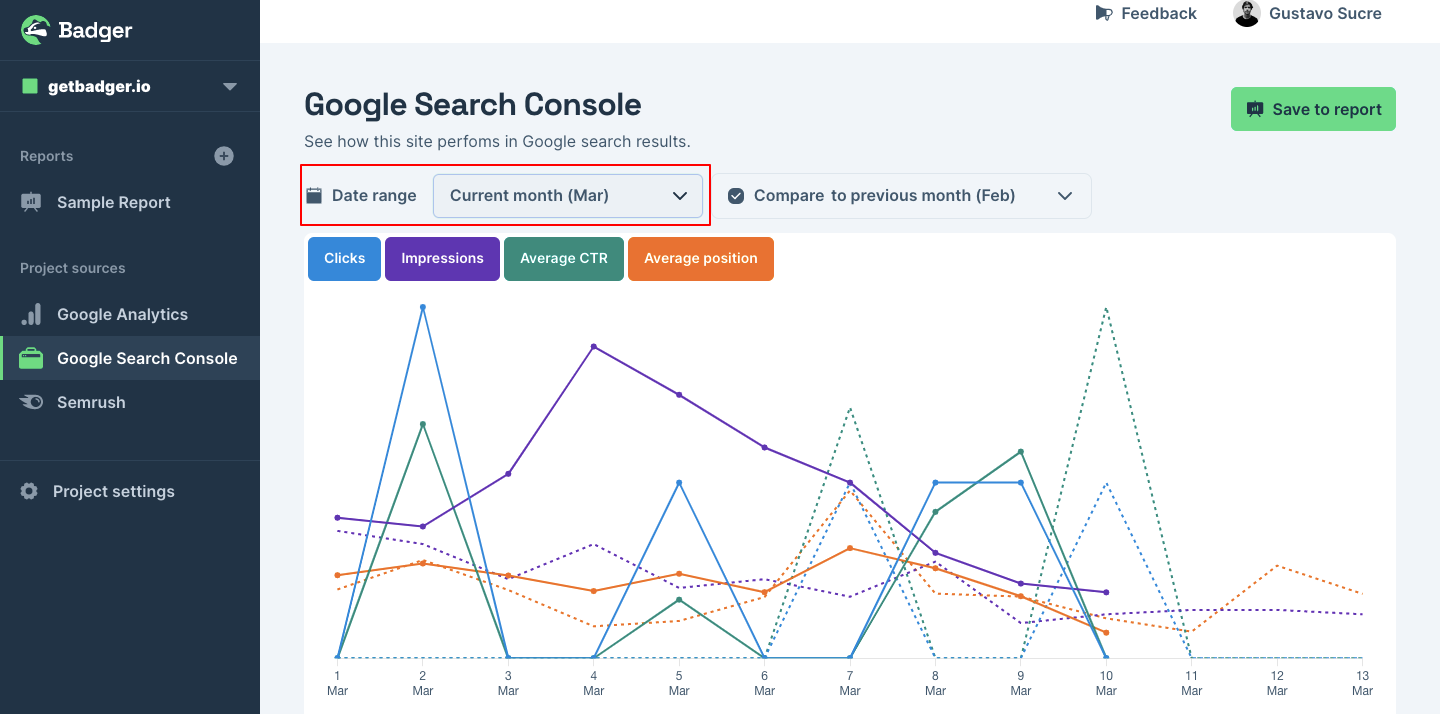 Badger
Feedback
Gustavo Sucre
getbadger.io
Google Search Console
Save to report
See how this site perfoms in Google search results.
Reports
Date range
Current month (Mar)
Compare to previous month (Feb)
Sample Report
Clicks
Impressions
Average CTR
Average position
Project sources
Google Analytics
Google Search Console
Semrush
Project settings
1 Mar
2 Mar
3 Mar
4 Mar
5 Mar
6 Mar
7 Mar
8 Mar
9 Mar
10 Mar
11 Mar
12 Mar
13 Mar